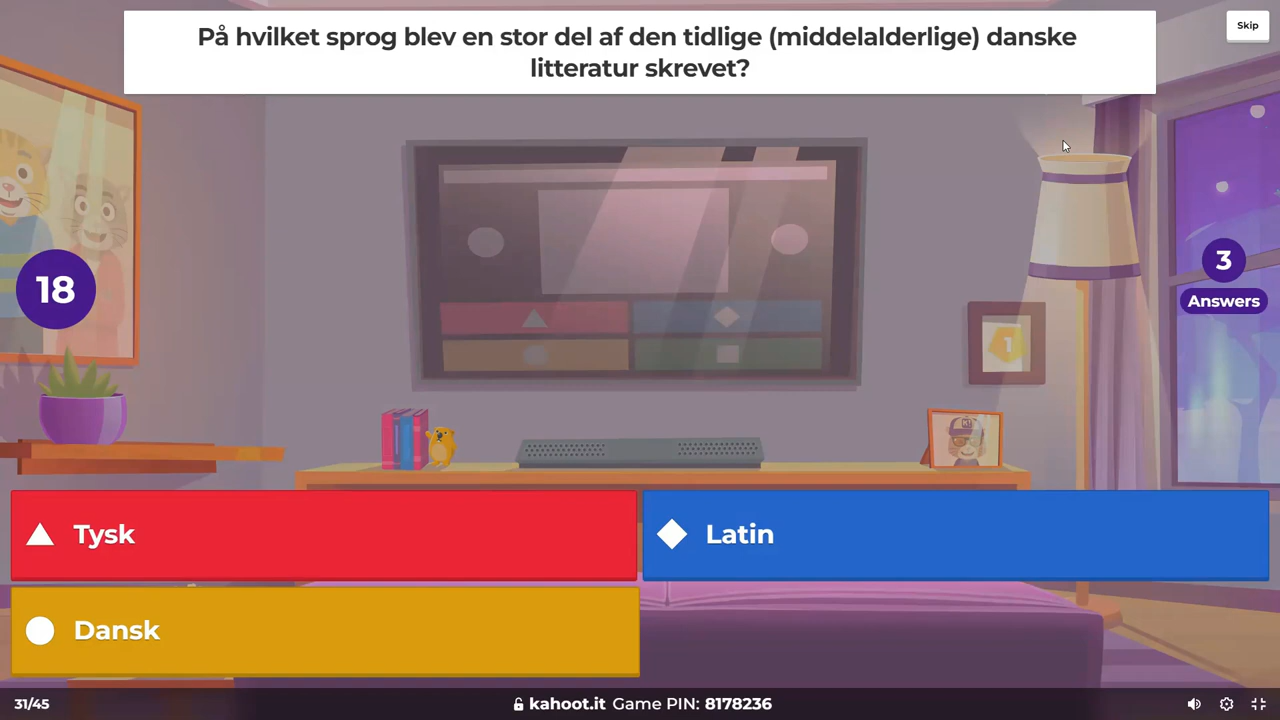 På hvilket sprog blev en stor del af den tidlige (middelalderlige) danske
litteratur skrevet?
Skip
18
3
Answers
1
Tysk
Latin
Dansk
31/45
kahoot.it Game PIN: 8178236